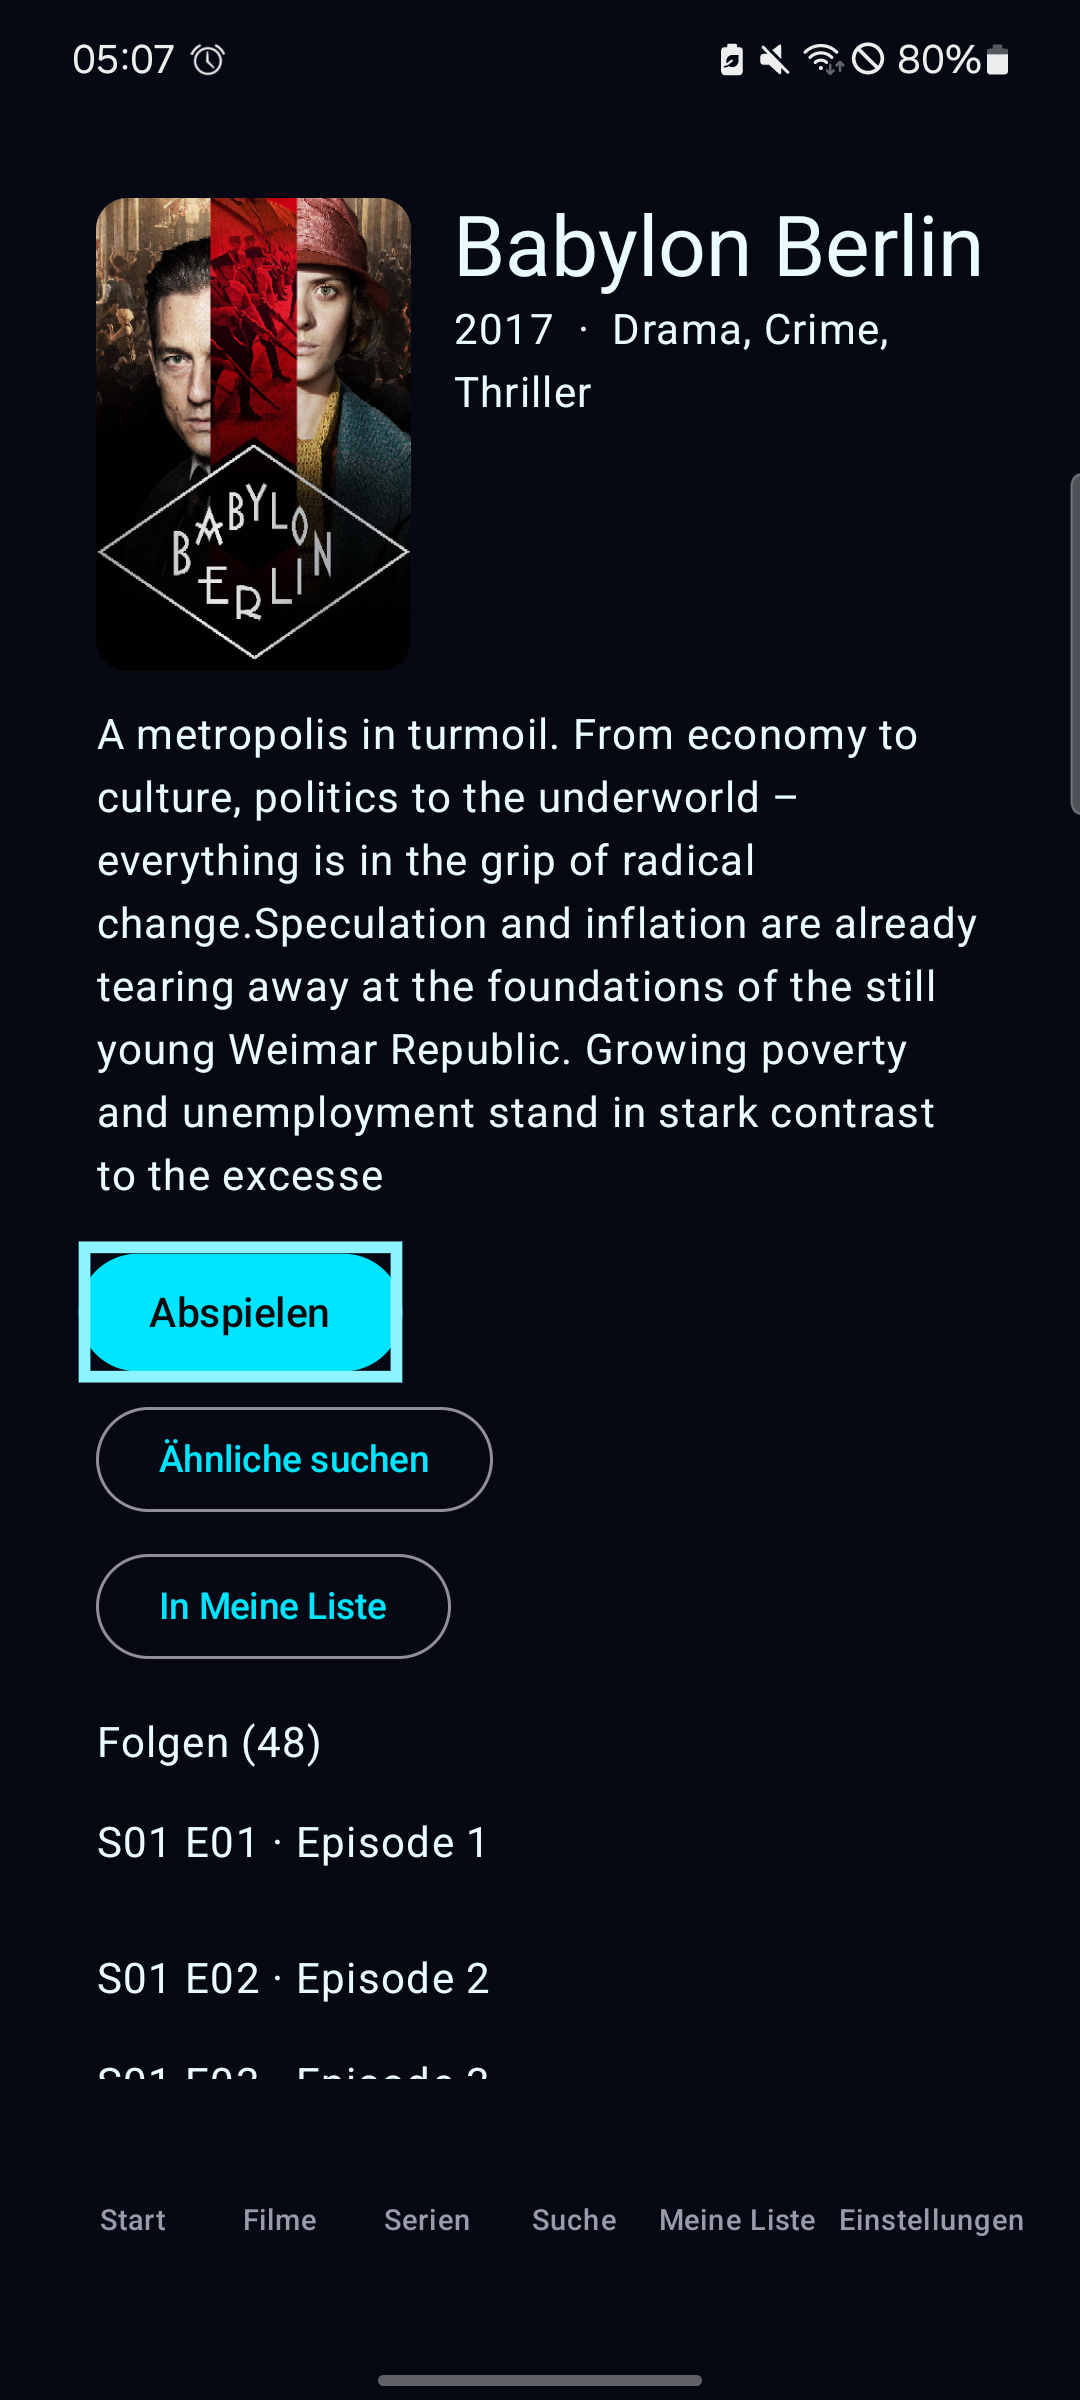 05:07
80%
BABYLON
BERLIN
Babylon Berlin
2017 · Drama, Crime,
Thriller
A metropolis in turmoil. From economy to
culture, politics to the underworld –
everything is in the grip of radical
change.Speculation and inflation are already
tearing away at the foundations of the still
young Weimar Republic. Growing poverty
and unemployment stand in stark contrast
to the excesse
Abspielen
Ähnliche suchen
In Meine Liste
Folgen (48)
S01 E01 · Episode 1
S01 E02 · Episode 2
S01 E03 · Episode 3
Start Filme Serien Suche Meine Liste Einstellungen